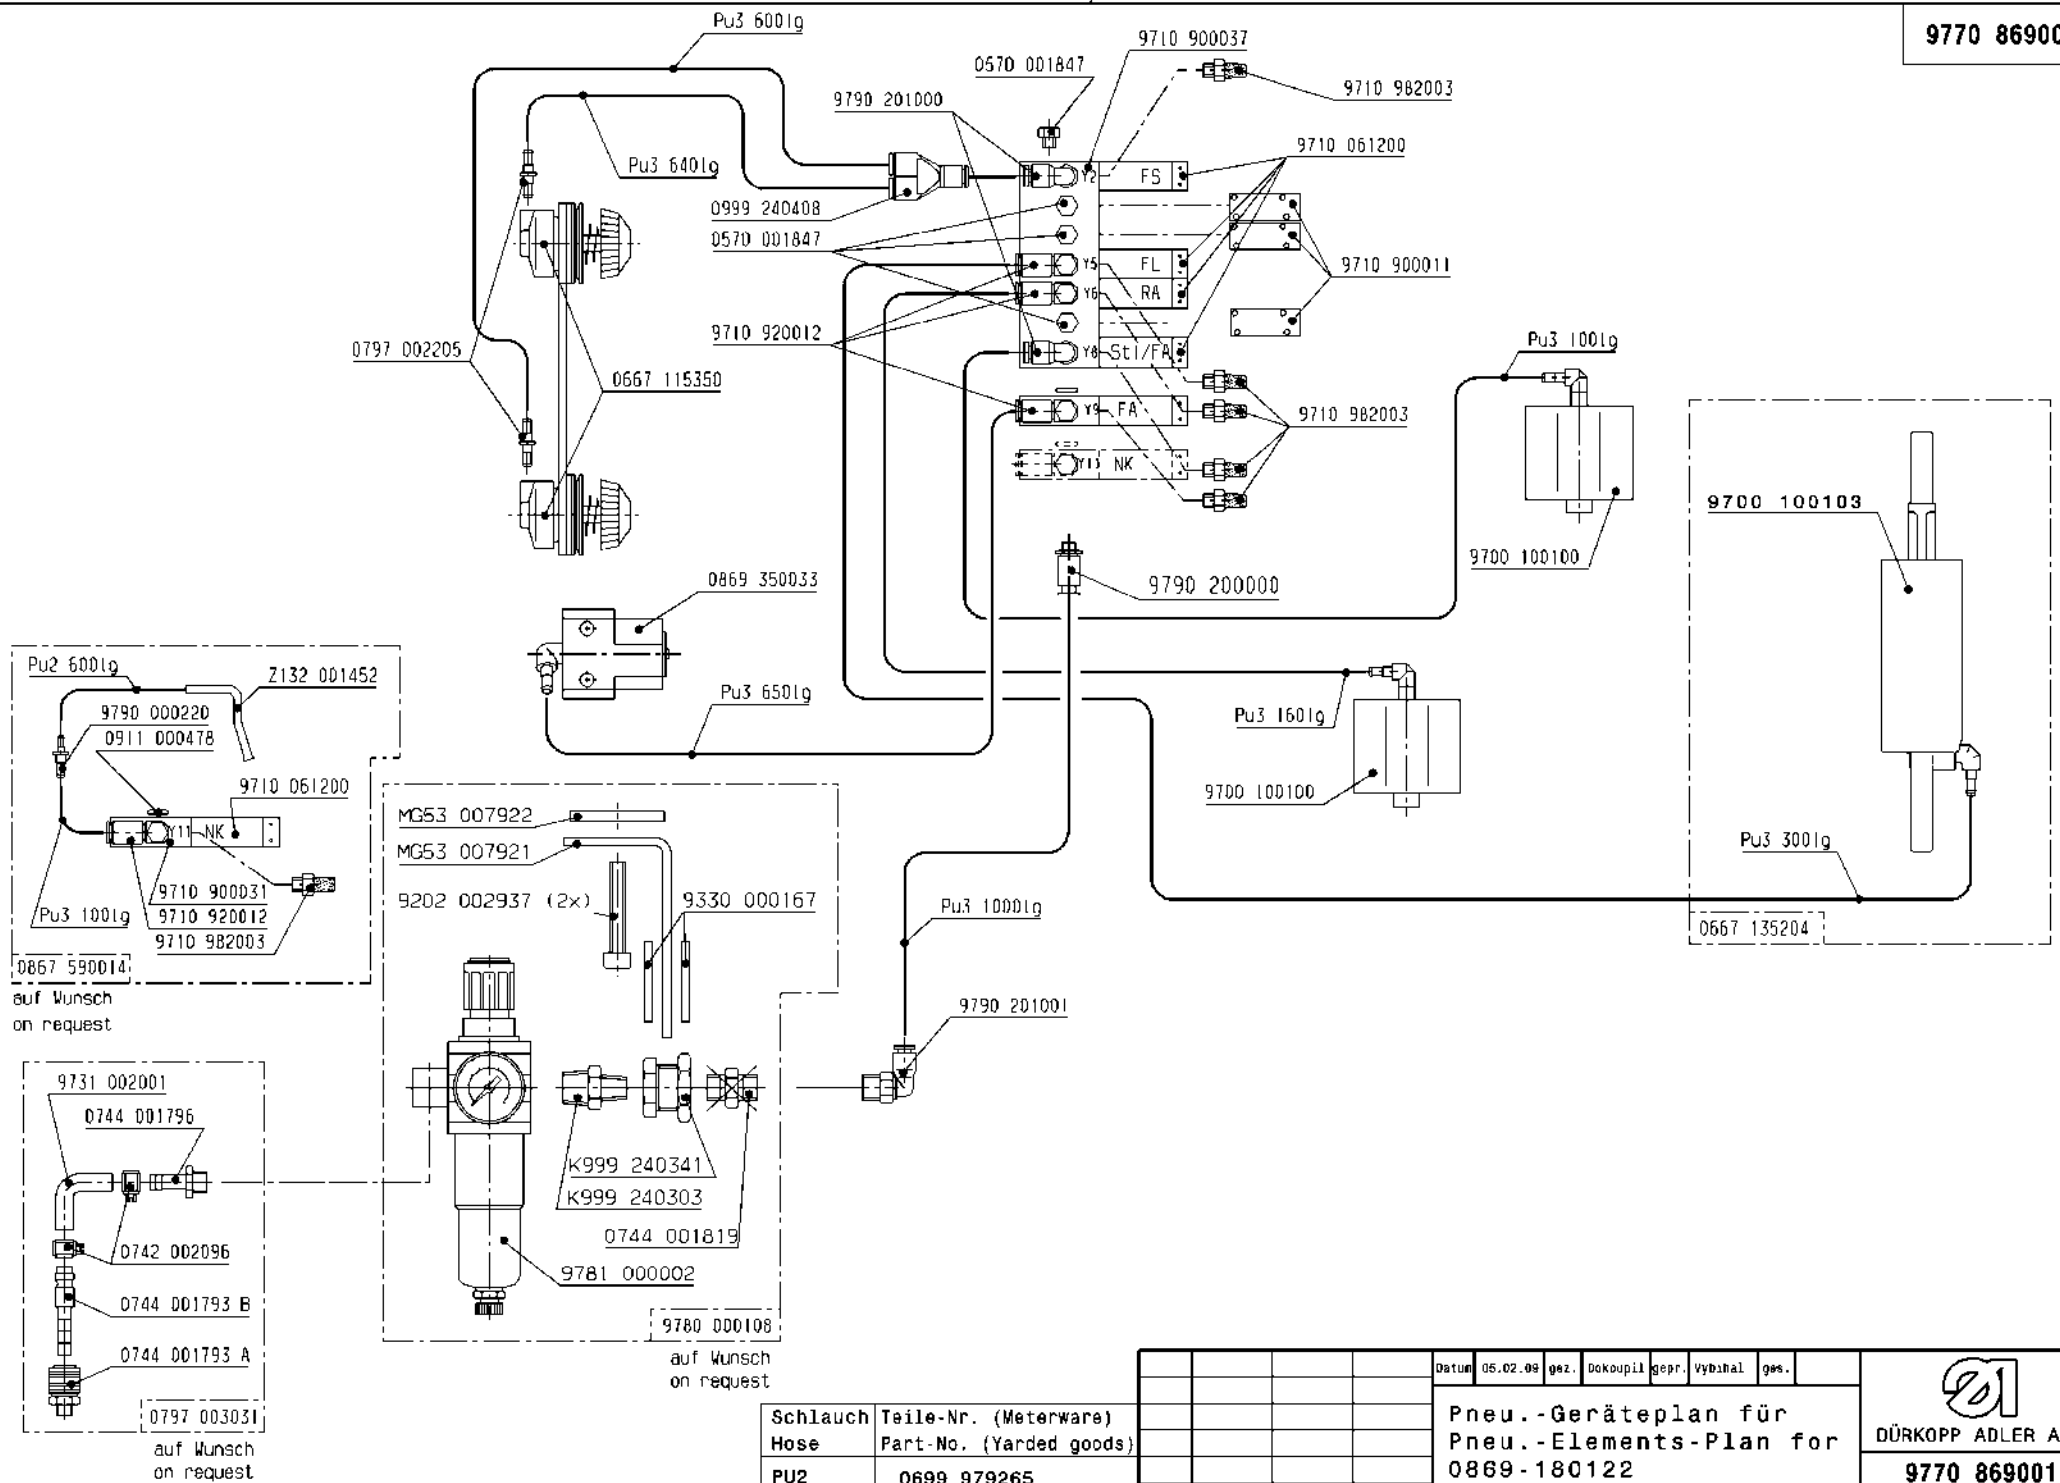 Pu3 600lg
9770 86900
9710 900037
0570 001847
9710 982003
9790 201000
9710 061200
Pu3 640lg
Y2 FS
0999 240408
0570 001847
Y5 FL
9710 900011
Y6 RA
9710 920012
0797 002205
Y8 Stl/FA
Pu3 100lg
0667 115350
Y9 FA
9710 982003
Y11 NK
9700 100103
9700 100100
0869 350033
9790 200000
Pu2 600lg
Z132 001452
Pu3 650lg
9790 000220
Pu3 160lg
0911 000478
9710 061200
9700 100100
MG53 007922
Y11 NK
Pu3 300lg
MG53 007921
9710 900031
9202 002937 (2x)
9330 000167
Pu3 100lg
9710 920012
Pu3 1000lg
0667 135204
9710 982003
0867 590014
auf Wunsch
on request
9790 201001
9731 002001
0744 001796
K999 240341
K999 240303
0742 002096
0744 001819
9781 000002
0744 001793 B
9780 000108
0744 001793 A
auf Wunsch
on request
0797 003031
auf Wunsch
on request
Datum 05.02.09 gez. Dokoupil gepr. Vybihal ges.
Schlauch Teile-Nr. (Meterware)
Hose Part-No. (Yarded goods)
PU2 0699 979265
Pneu.-Geräteplan für
Pneu.-Elements-Plan for
0869-180122
DÜRKOPP ADLER A
9770 869001